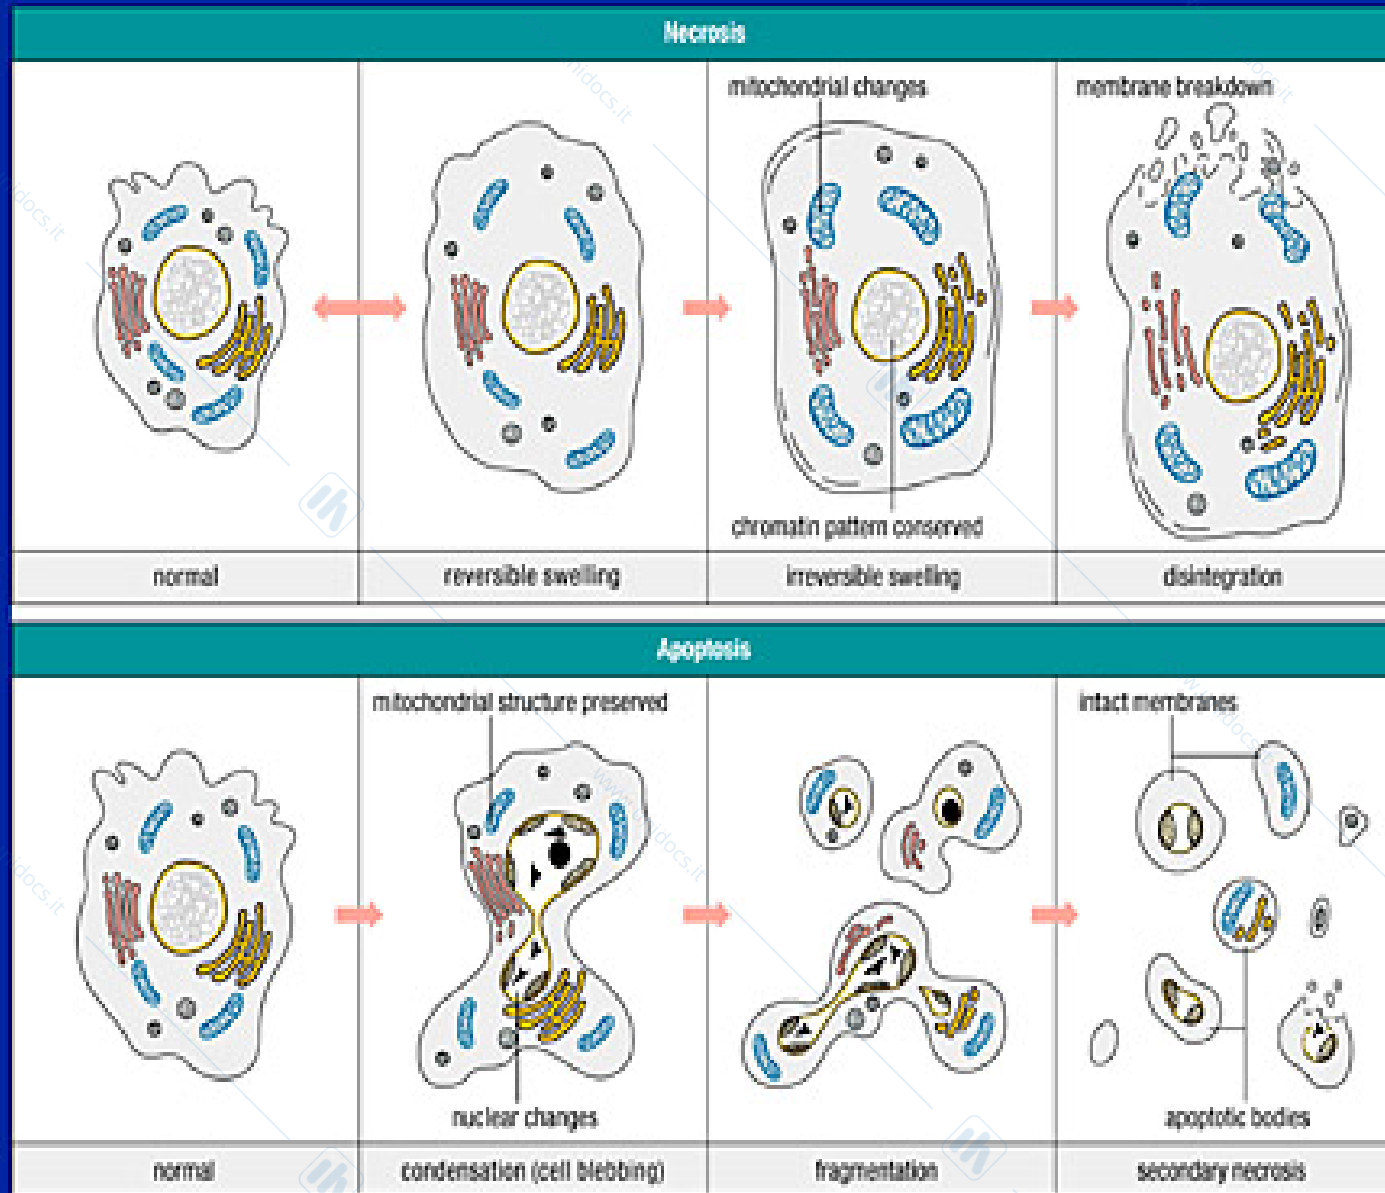 Necrosis
mitochondrial changes
membrane breakdown
chromatin pattern conserved
normal
reversible swelling
irreversible swelling
disintegration
Apoptosis
mitochondrial structure preserved
intact membranes
nuclear changes
apoptotic bodies
normal
condensation (cell blebbing)
fragmentation
secondary necrosis